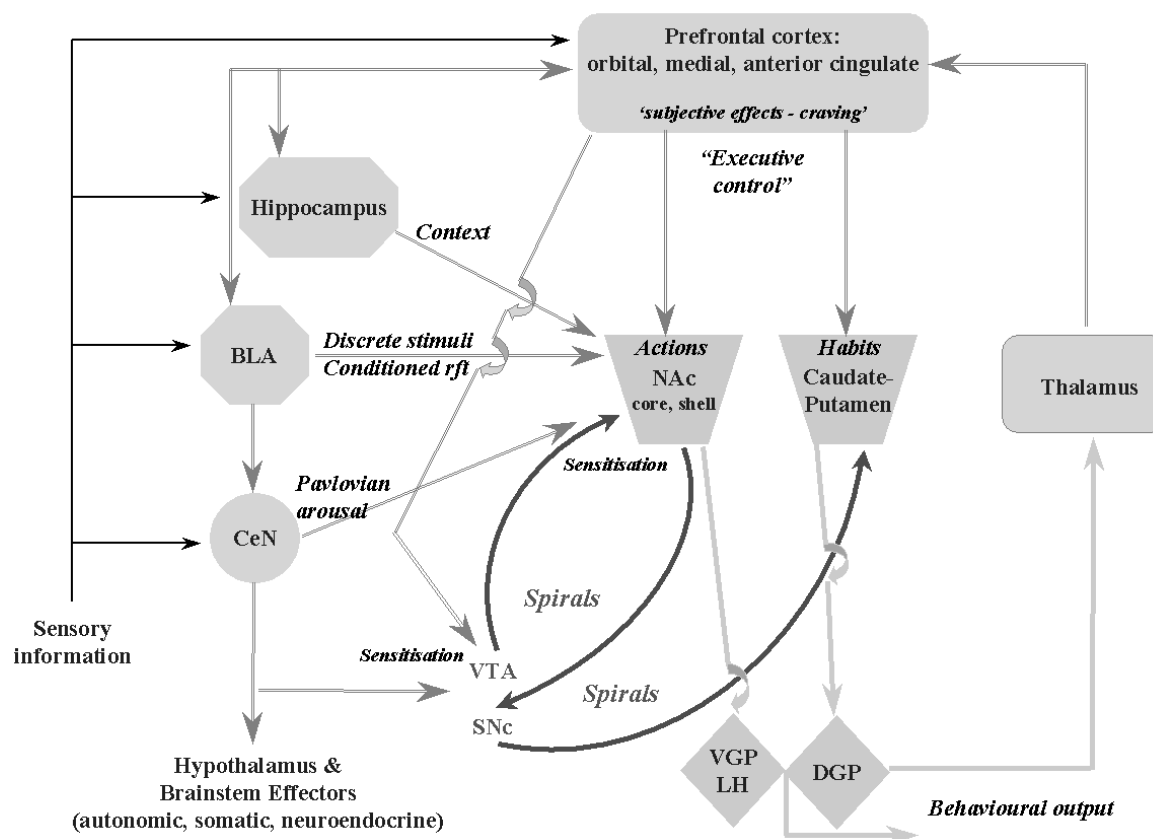 Prefrontal cortex:
orbital, medial, anterior cingulate
‘subjective effects - craving’
“Executive
control”
Hippocampus
Context
BLA
Discrete stimuli
Conditioned rft
Actions
NAc
core, shell
Habits
Caudate-
Putamen
Thalamus
Sensitisation
Pavlovian
arousal
CeN
Spirals
Sensory
information
Sensitisation
VTA
Spirals
SNc
VGP
LH
DGP
Hypothalamus &
Brainstem Effectors
(autonomic, somatic, neuroendocrine)
Behavioural output